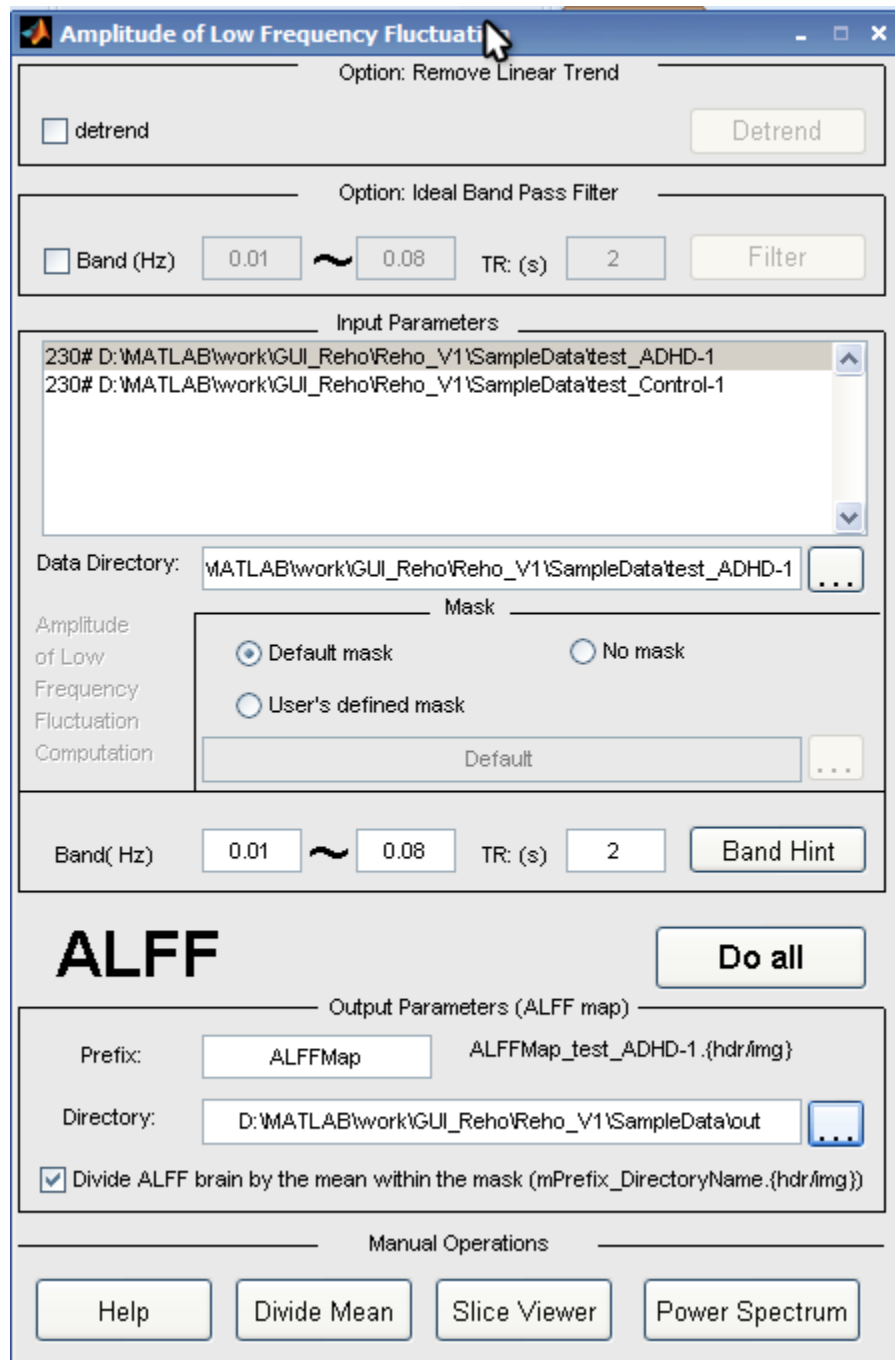 Amplitude of Low Frequency Fluctuation
Option: Remove Linear Trend
detrend Detrend
Option: Ideal Band Pass Filter
Band (Hz) 0.01 ~ 0.08 TR: (s) 2 Filter
Input Parameters
230# D:\MATLAB\work\GUI_Reho\Reho_V1\SampleData\test_ADHD-1
230# D:\MATLAB\work\GUI_Reho\Reho_V1\SampleData\test_Control-1
Data Directory: MATLAB\work\GUI_Reho\Reho_V1\SampleData\test_ADHD-1 ...
Mask
Amplitude
of Low
Frequency
Fluctuation
Computation
Default mask No mask
User's defined mask
Default ...
Band( Hz) 0.01 ~ 0.08 TR: (s) 2 Band Hint
ALFF Do all
Output Parameters (ALFF map)
Prefix: ALFFMap ALFFMap_test_ADHD-1.{hdr/img}
Directory: D:\MATLAB\work\GUI_Reho\Reho_V1\SampleData\out ...
Divide ALFF brain by the mean within the mask (mPrefix_DirectoryName.{hdr/img})
Manual Operations
Help Divide Mean Slice Viewer Power Spectrum